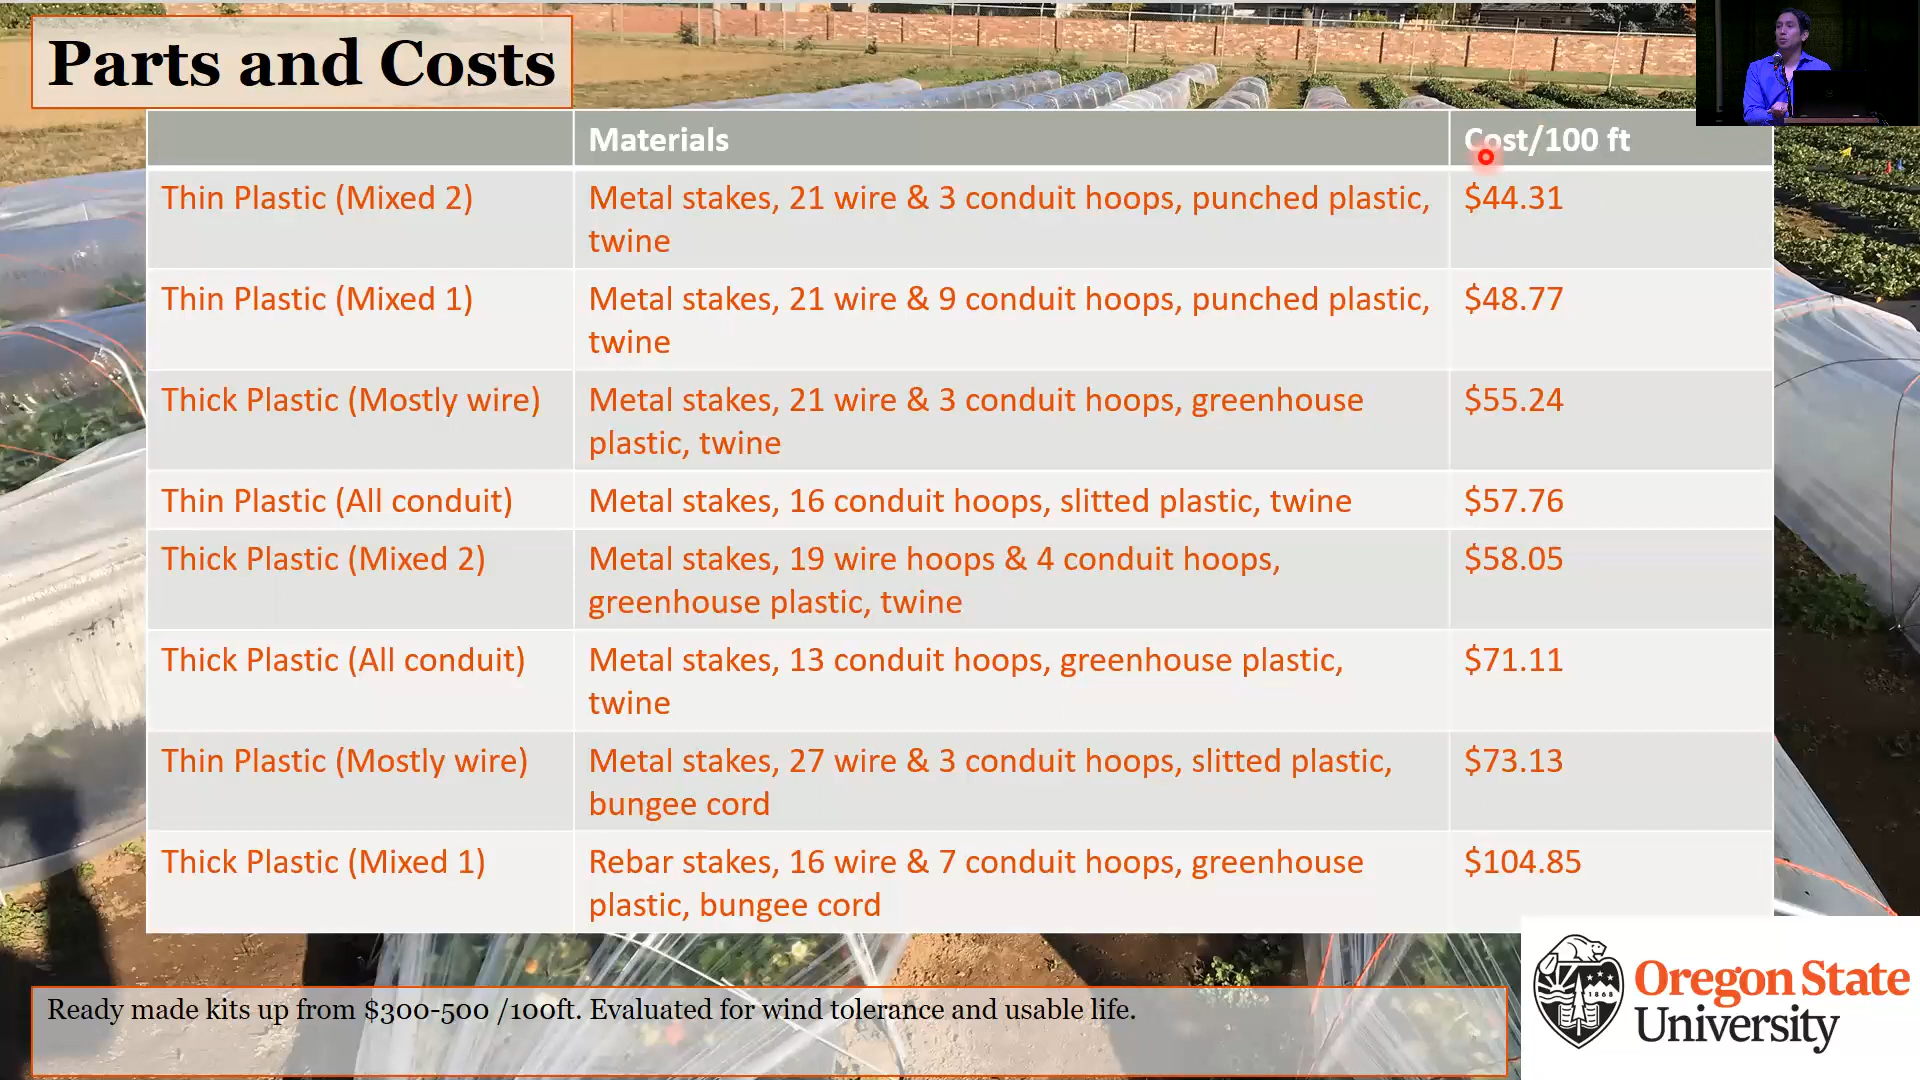 Parts and Costs
Materials
Cost/100 ft
Thin Plastic (Mixed 2)
Metal stakes, 21 wire & 3 conduit hoops, punched plastic,
twine
$44.31
Thin Plastic (Mixed 1)
Metal stakes, 21 wire & 9 conduit hoops, punched plastic,
twine
$48.77
Thick Plastic (Mostly wire)
Metal stakes, 21 wire & 3 conduit hoops, greenhouse
plastic, twine
$55.24
Thin Plastic (All conduit)
Metal stakes, 16 conduit hoops, slitted plastic, twine
$57.76
Thick Plastic (Mixed 2)
Metal stakes, 19 wire hoops & 4 conduit hoops,
greenhouse plastic, twine
$58.05
Thick Plastic (All conduit)
Metal stakes, 13 conduit hoops, greenhouse plastic,
twine
$71.11
Thin Plastic (Mostly wire)
Metal stakes, 27 wire & 3 conduit hoops, slitted plastic,
bungee cord
$73.13
Thick Plastic (Mixed 1)
Rebar stakes, 16 wire & 7 conduit hoops, greenhouse
plastic, bungee cord
$104.85
Ready made kits up from $300-500 /100ft. Evaluated for wind tolerance and usable life.
1868
Oregon State
University